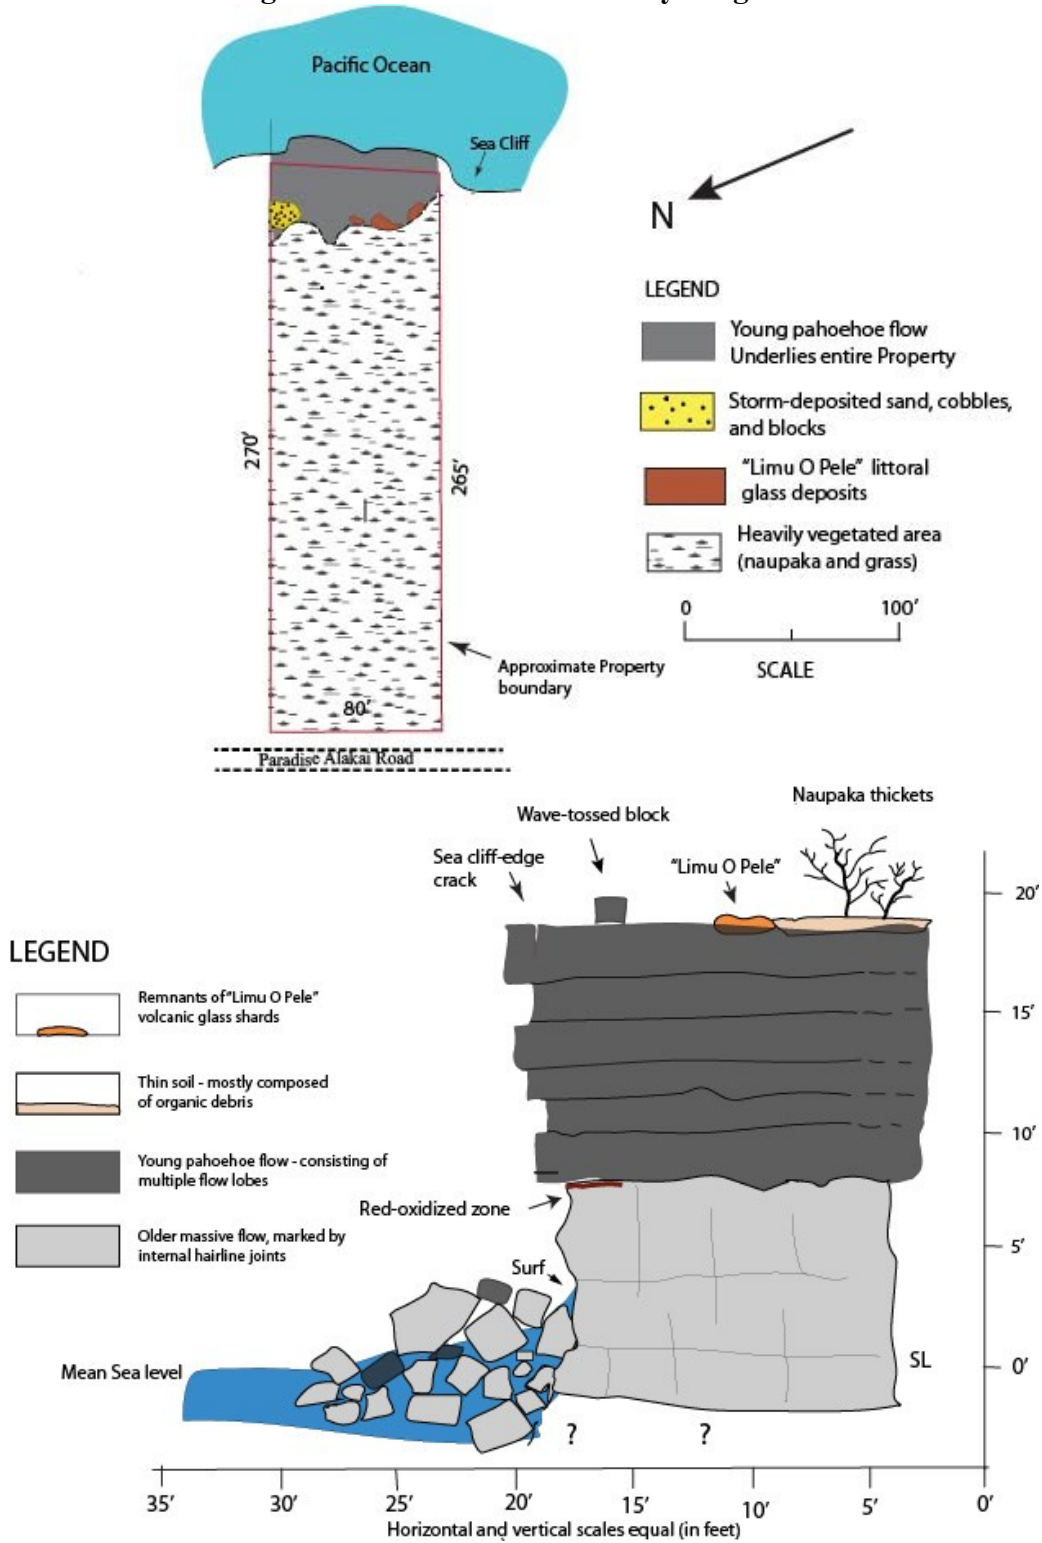 Pacific Ocean
Sea Cliff
N
LEGEND
Young pahoehoe flow
Underlies entire Property
Storm-deposited sand, cobbles,
and blocks
"Limu O Pele" littoral
glass deposits
Heavily vegetated area
(naupaka and grass)
0 100'
SCALE
270'
265'
Approximate Property
boundary
80'
Paradise Alakai Road
Naupaka thickets
Wave-tossed block
Sea cliff-edge
crack
"Limu O Pele"
20'
15'
10'
5'
0'
LEGEND
Remnants of "Limu O Pele"
volcanic glass shards
Thin soil - mostly composed
of organic debris
Young pahoehoe flow - consisting of
multiple flow lobes
Older massive flow, marked by
internal hairline joints
Red-oxidized zone
Surf
Mean Sea level
SL
? ?
35' 30' 25' 20' 15' 10' 5' 0'
Horizontal and vertical scales equal (in feet)